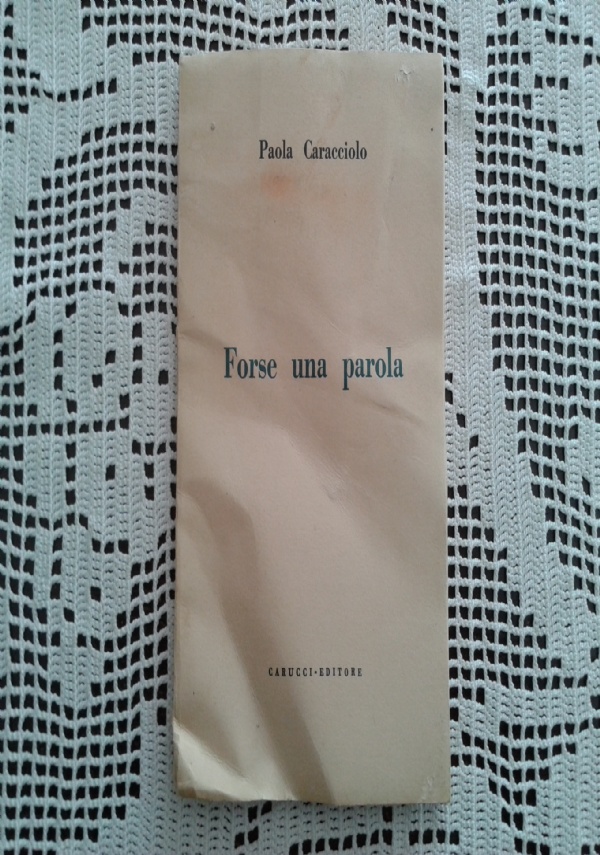 Paola Caracciolo
Forse una parola
CARUCCI-EDITORE